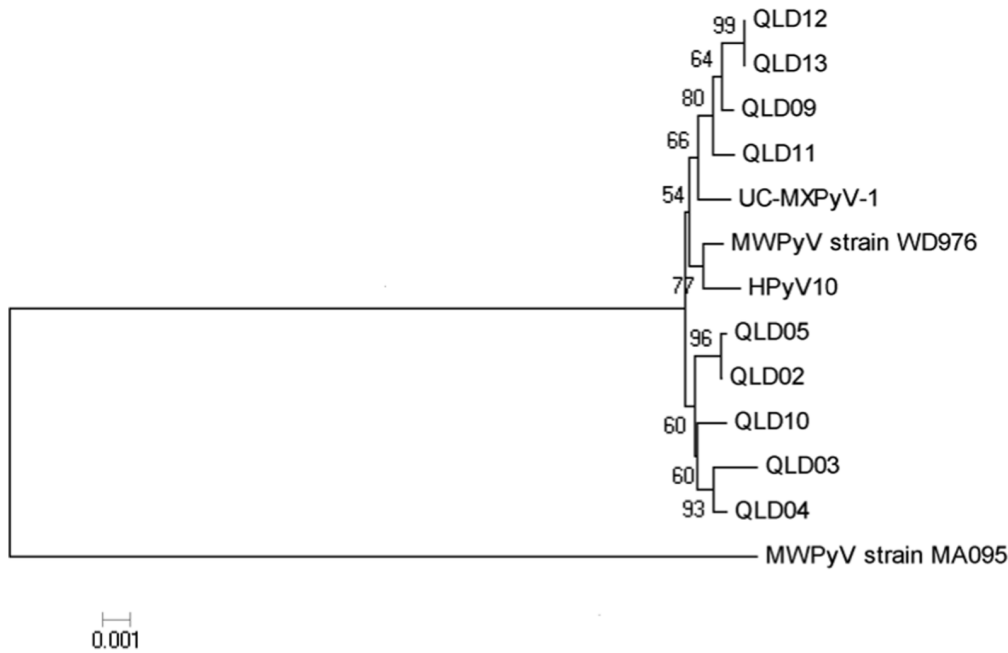 99
QLD12
64
QLD13
80
QLD09
66
QLD11
54
UC-MXPyV-1
MWPyV strain WD976
77
HPyV10
96
QLD05
QLD02
60
QLD10
60
QLD03
93
QLD04
MWPyV strain MA095
0.001